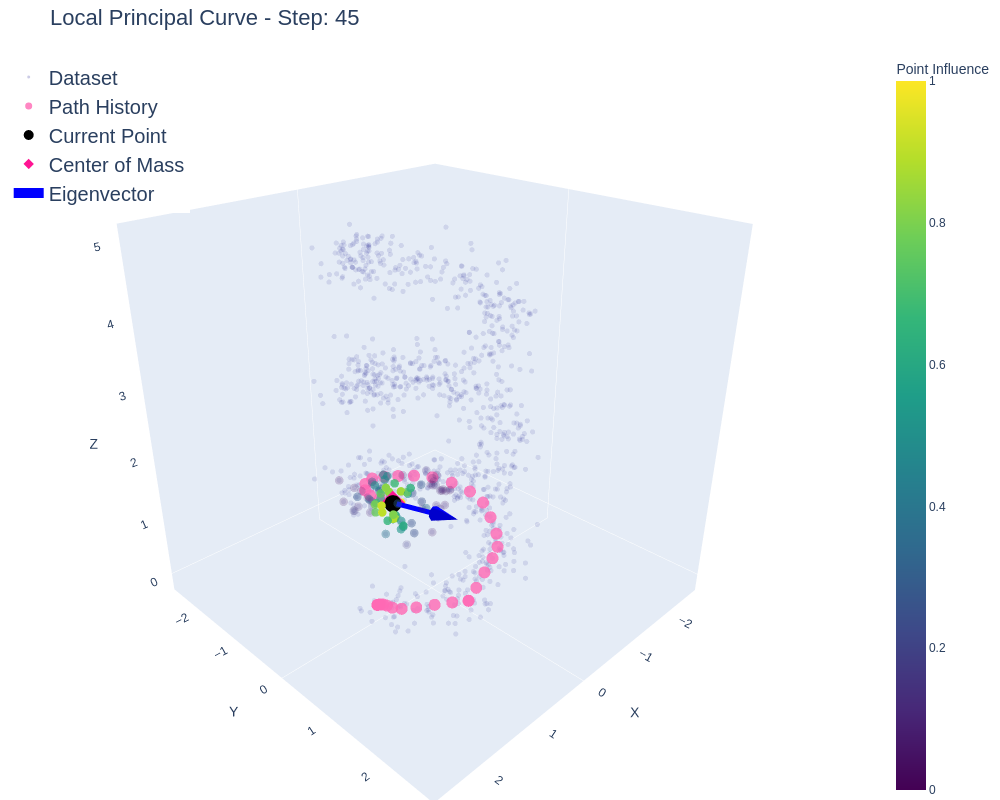 Local Principal Curve - Step: 45
Dataset
Path History
Current Point
Center of Mass
Eigenvector
Point Influence
1
0.8
0.6
0.4
0.2
0
5
4
3
2
1
0
Z
−2
−1
0
1
2
Y
−2
−1
0
1
2
X